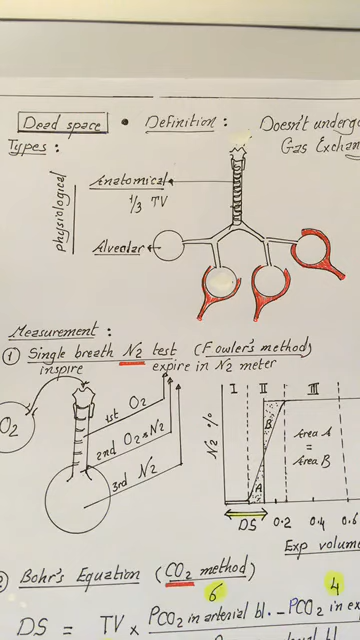 Dead space • Definition : Doesn't undergo
Types : Gas Exchan
physiological
Anatomical
1/3 TV
Alveolar
Measurement :
① Single breath N2 test (Fowler's method)
inspire expire in N2 meter
O2
1st O2
2nd O2 & N2
3rd N2
I II III
N2 %
B
A
Area A
=
Area B
DS 0.2 0.4 0.6
Exp volume
Bohr's Equation (CO2 method)
6 4
DS = TV × PCO2 in arterial bl. - PCO2 in ex